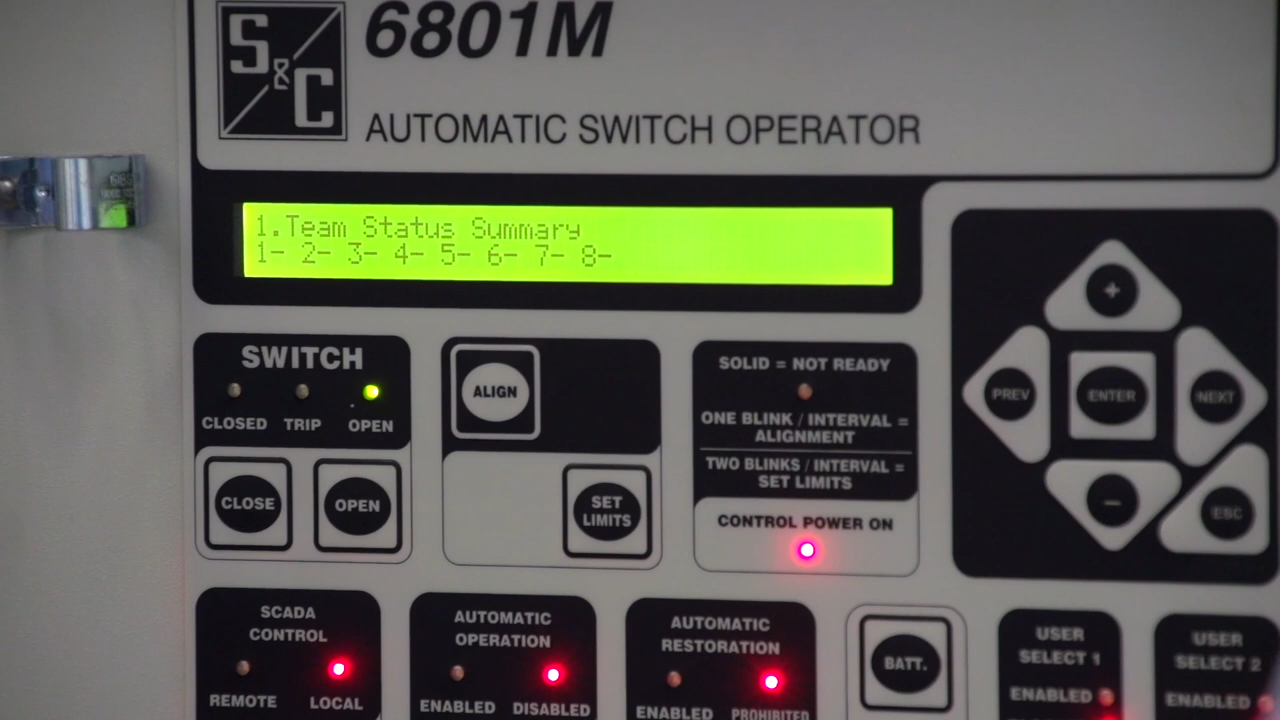 S&C
6801M
AUTOMATIC SWITCH OPERATOR
1.Team Status Summary
1- 2- 3- 4- 5- 6- 7- 8-
SWITCH
CLOSED TRIP OPEN
CLOSE OPEN
ALIGN
SET
LIMITS
SOLID = NOT READY
ONE BLINK / INTERVAL =
ALIGNMENT
TWO BLINKS / INTERVAL =
SET LIMITS
CONTROL POWER ON
+
PREV ENTER NEXT
-
ESC
SCADA
CONTROL
REMOTE LOCAL
AUTOMATIC
OPERATION
ENABLED DISABLED
AUTOMATIC
RESTORATION
ENABLED PROHIBITED
BATT.
USER
SELECT 1
ENABLED
USER
SELECT 2
ENABLED